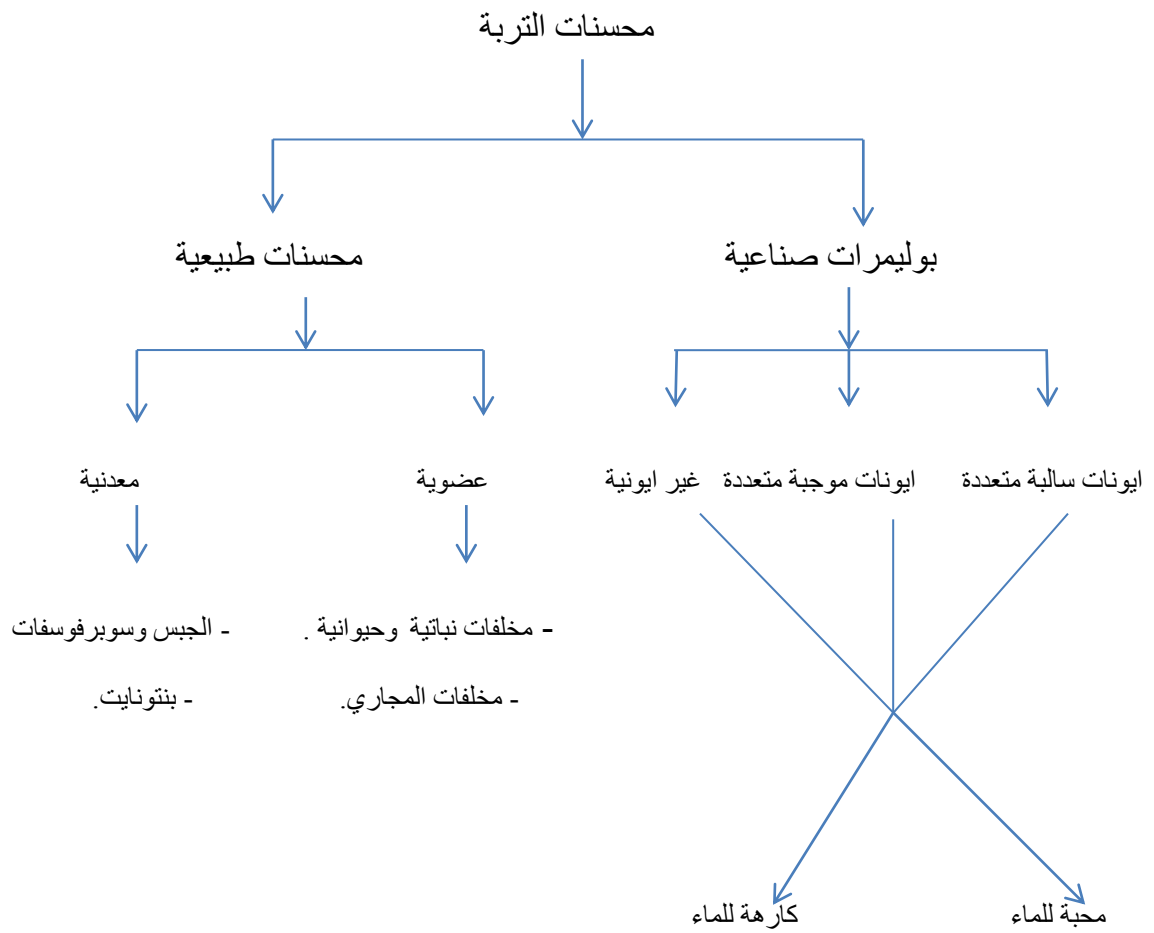 محسنات التربة
بوليمرات صناعية
محسنات طبيعية
ايونات سالبة متعددة
ايونات موجبة متعددة
غير ايونية
عضوية
معدنية
- مخلفات نباتية وحيوانية .
- الجبس وسوبرفوسفات
- مخلفات المجاري.
- بنتونايت.
محبة للماء
كارهة للماء